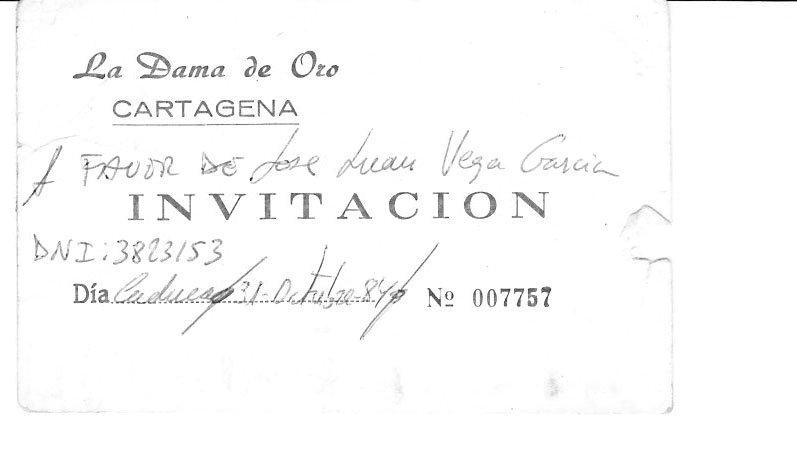 La Dama de Oro
CARTAGENA
A FAVOR DE Jose Luan Vega Garcia
INVITACION
DNI: 3823153
Día Caduca 31-Octubre-84 Nº 007757